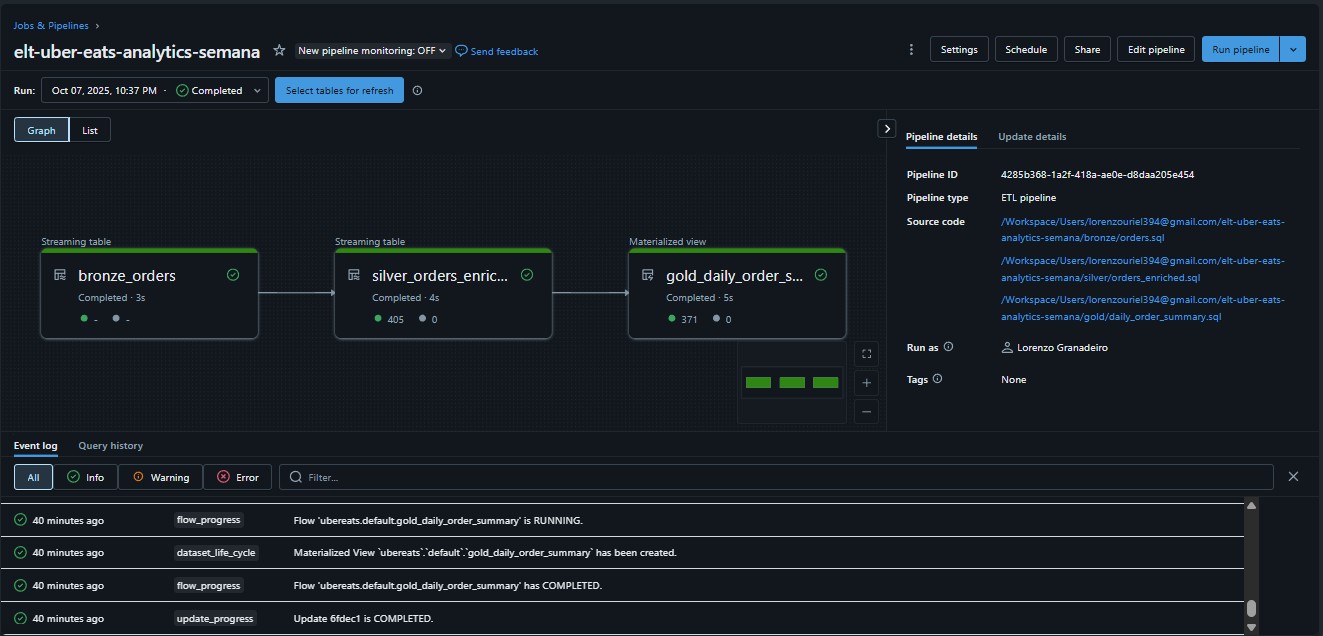 Jobs & Pipelines ›
elt-uber-eats-analytics-semana
New pipeline monitoring: OFF
Send feedback
Settings
Schedule
Share
Edit pipeline
Run pipeline
Run:
Oct 07, 2025, 10:37 PM · Completed
Select tables for refresh
Graph
List
Streaming table
bronze_orders
Completed · 3s
- -
Streaming table
silver_orders_enric...
Completed · 4s
405 0
Materialized view
gold_daily_order_s...
Completed · 5s
371 0
Pipeline details
Update details
Pipeline ID
4285b368-1a2f-418a-ae0e-d8daa205e454
Pipeline type
ETL pipeline
Source code
/Workspace/Users/lorenzouriel394@gmail.com/elt-uber-eats-
analytics-semana/bronze/orders.sql
/Workspace/Users/lorenzouriel394@gmail.com/elt-uber-eats-
analytics-semana/silver/orders_enriched.sql
/Workspace/Users/lorenzouriel394@gmail.com/elt-uber-eats-
analytics-semana/gold/daily_order_summary.sql
Run as
Lorenzo Granadeiro
Tags
None
Event log
Query history
All
Info
Warning
Error
Filter...
40 minutes ago flow_progress Flow 'ubereats.default.gold_daily_order_summary' is RUNNING.
40 minutes ago dataset_life_cycle Materialized View `ubereats`.`default`.`gold_daily_order_summary` has been created.
40 minutes ago flow_progress Flow 'ubereats.default.gold_daily_order_summary' has COMPLETED.
40 minutes ago update_progress Update 6fdec1 is COMPLETED.